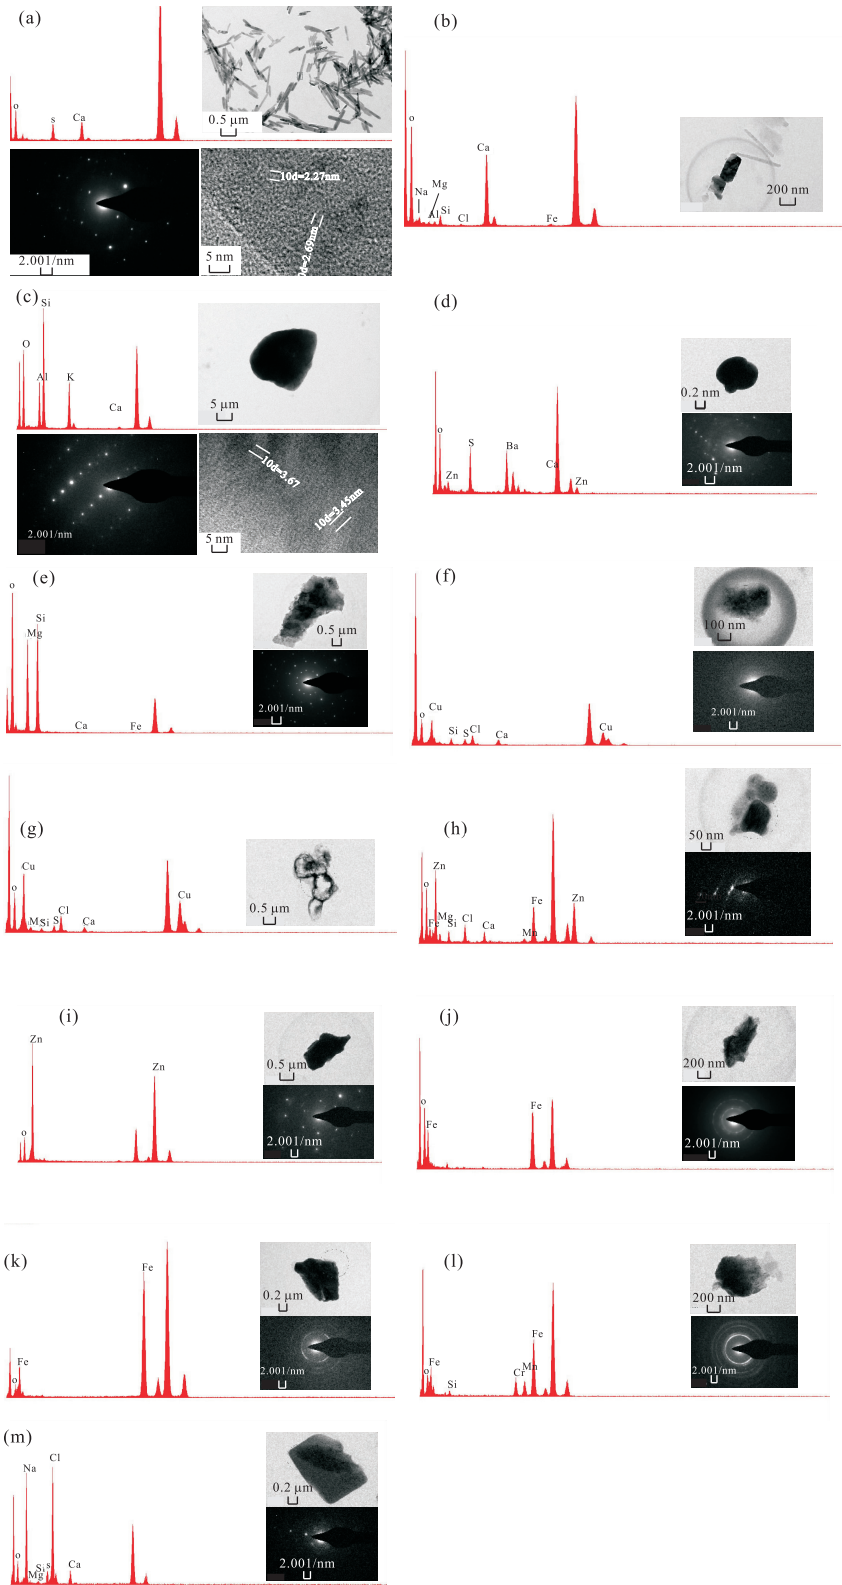 (a)
o
s
Ca
0.5 μm
2.001/nm
10d=2.27nm
0d=2.69nm
5 nm
(b)
o
Na
Mg
Al
Si
Cl
Ca
Fe
200 nm
(c)
Si
O
Al
K
Ca
5 μm
2.001/nm
10d=3.67
10d=3.45nm
5 nm
(d)
o
Zn
S
Ba
Ca
Zn
0.2 nm
2.001/nm
(e)
o
Mg
Si
Ca
Fe
0.5 μm
2.001/nm
(f)
o
Cu
Si
S
Cl
Ca
Cu
100 nm
2.001/nm
(g)
o
Cu
Si
S
Cl
Ca
Cu
0.5 μm
(h)
o
Zn
Fe
Mg
Si
Cl
Ca
Mn
Fe
Zn
50 nm
2.001/nm
(i)
Zn
o
Zn
0.5 μm
2.001/nm
(j)
o
Fe
Fe
200 nm
2.001/nm
(k)
o
Fe
Fe
0.2 μm
2.001/nm
(l)
o
Fe
Si
Cr
Mn
Fe
200 nm
2.001/nm
(m)
o
Na
Mg
Si
s
Cl
Ca
0.2 μm
2.001/nm